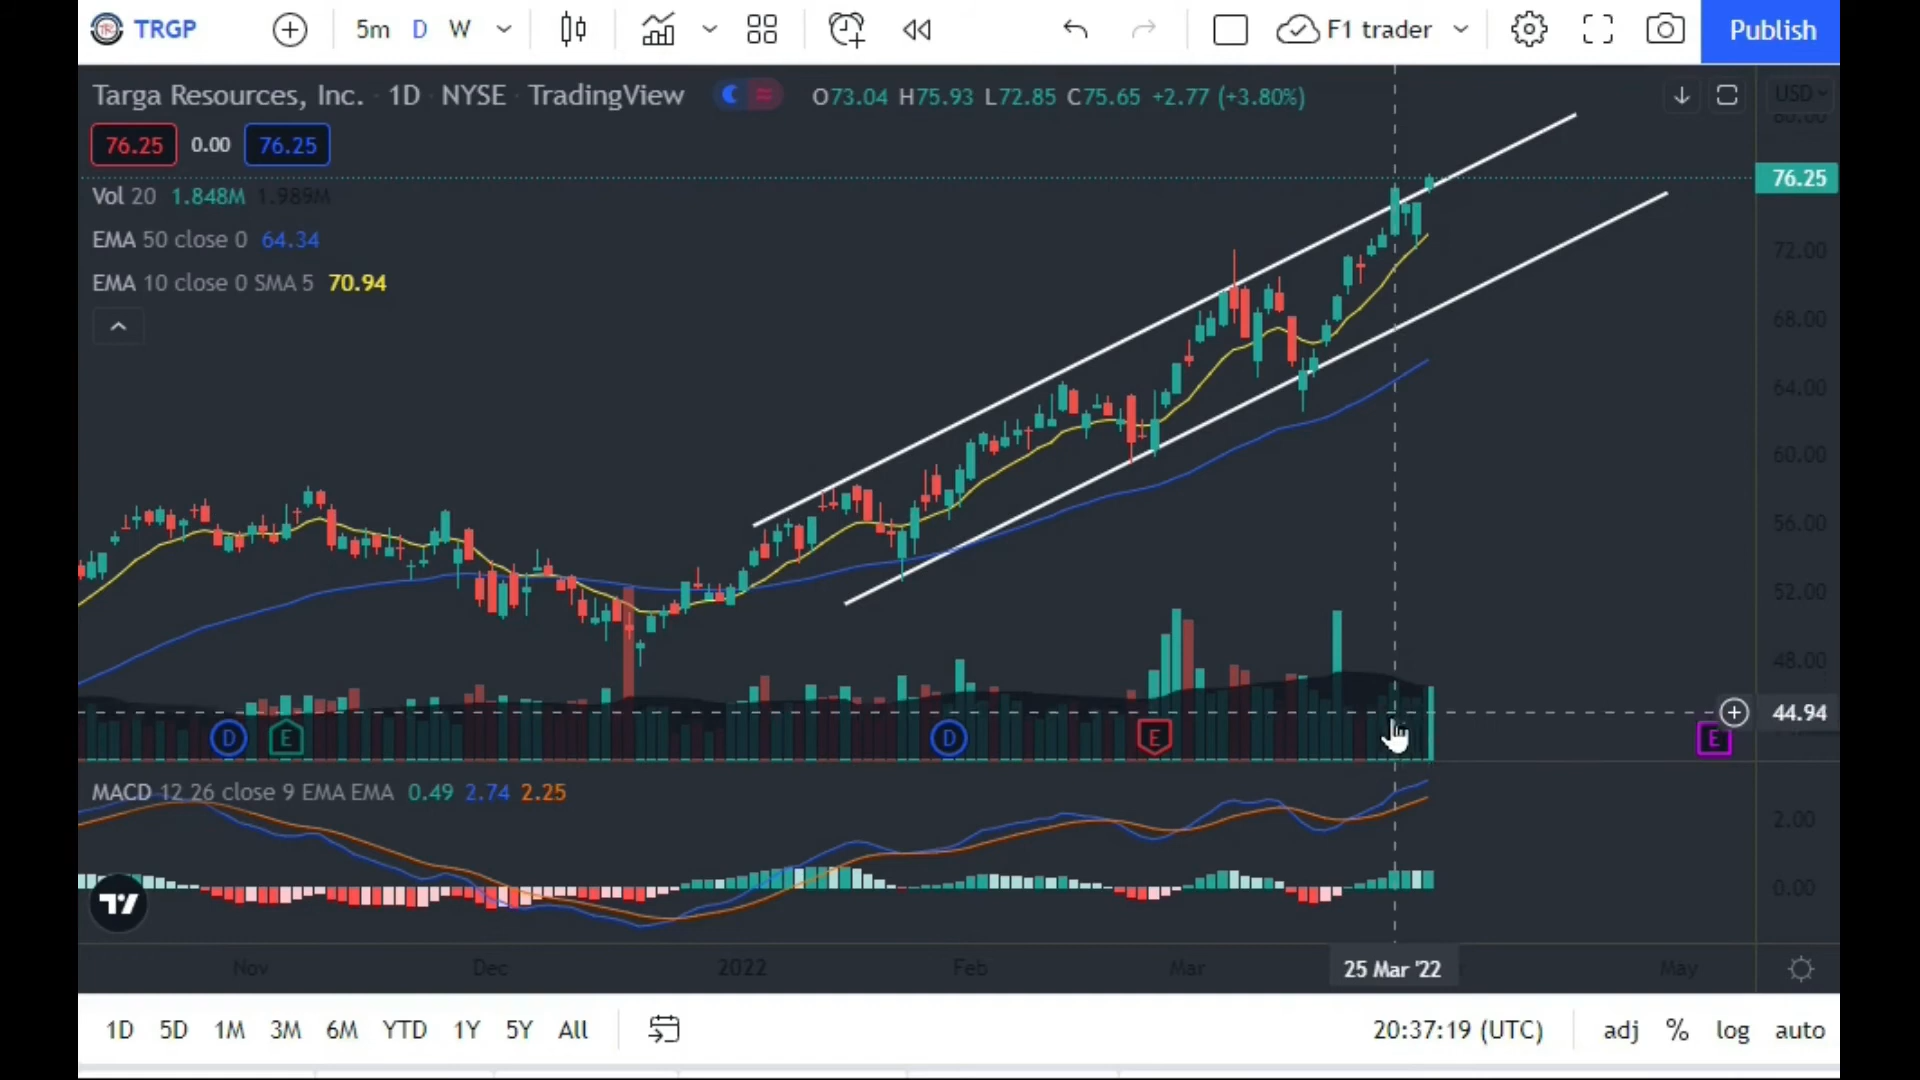 TRGP 5m D W F1 trader Publish
Targa Resources, Inc. · 1D · NYSE · TradingView O73.04 H75.93 L72.85 C75.65 +2.77 (+3.80%) USD
80.00
76.25 0.00 76.25
76.25
Vol 20 1.848M 1.989M
EMA 50 close 0 64.34
72.00
EMA 10 close 0 SMA 5 70.94
68.00
64.00
60.00
56.00
52.00
48.00
44.94
D E D E E
MACD 12 26 close 9 EMA EMA 0.49 2.74 2.25
2.00
0.00
Nov Dec 2022 Feb Mar 25 Mar '22 May
1D 5D 1M 3M 6M YTD 1Y 5Y All 20:37:19 (UTC) adj % log auto